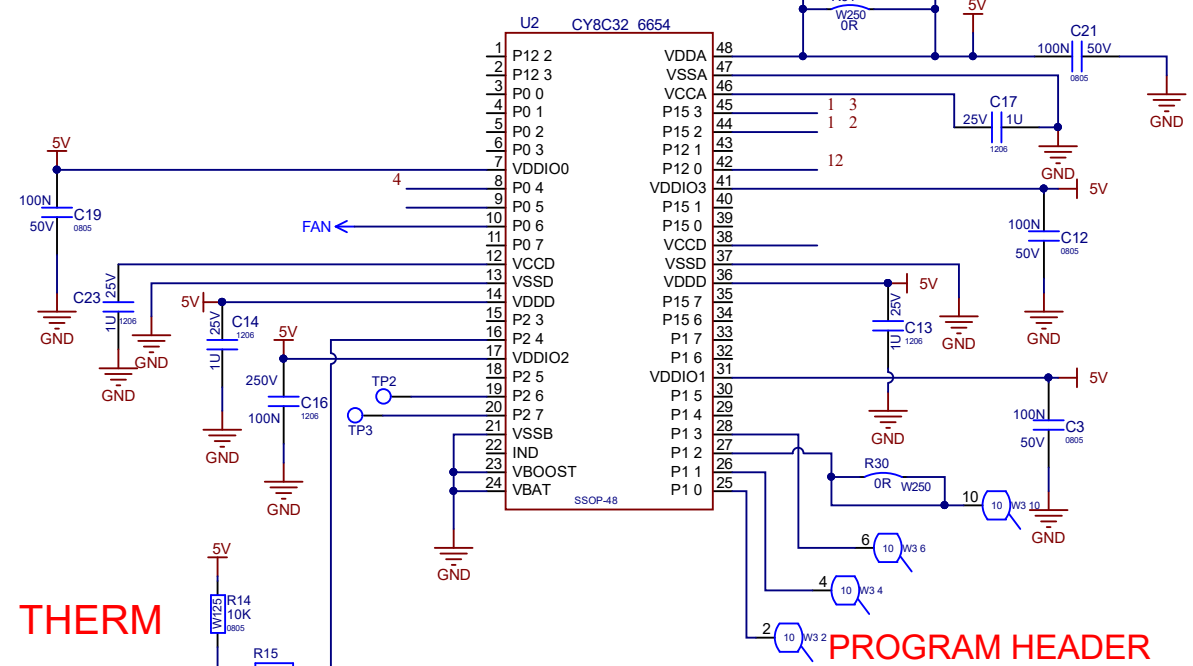 5V
W250
0R
U2 CY8C32 6654
C21
100N 50V
0805
GND
1 P12 2
2 P12 3
3 P0 0
4 P0 1
5 P0 2
6 P0 3
7 VDDIO0
8 P0 4
9 P0 5
10 P0 6
11 P0 7
12 VCCD
13 VSSD
14 VDDD
15 P2 3
16 P2 4
17 VDDIO2
18 P2 5
19 P2 6
20 P2 7
21 VSSB
22 IND
23 VBOOST
24 VBAT
VDDA 48
VSSA 47
VCCA 46
P15 3 45
P15 2 44
P12 1 43
P12 0 42
VDDIO3 41
P15 1 40
P15 0 39
VCCD 38
VSSD 37
VDDD 36
P15 7 35
P15 6 34
P1 7 33
P1 6 32
VDDIO1 31
P1 5 30
P1 4 29
P1 3 28
P1 2 27
P1 1 26
P1 0 25
SSOP-48
1 3
1 2
12
C17
25V 1U
1206
GND
5V
100N
50V
C19
0805
GND
4
FAN
C23
25V
1U
1206
GND
GND
5V
25V
C14
1206
1U
GND
5V
250V
C16
1206
100N
GND
TP2
TP3
GND
5V
100N
C12
50V
0805
GND
5V
25V
C13
1206
1U
GND
GND
5V
100N
C3
50V
0805
GND
R30
0R W250
10 10 W3 10
6 10 W3 6
4 10 W3 4
2 10 W3 2
PROGRAM HEADER
THERM
5V
W125
R14
10K
0805
R15